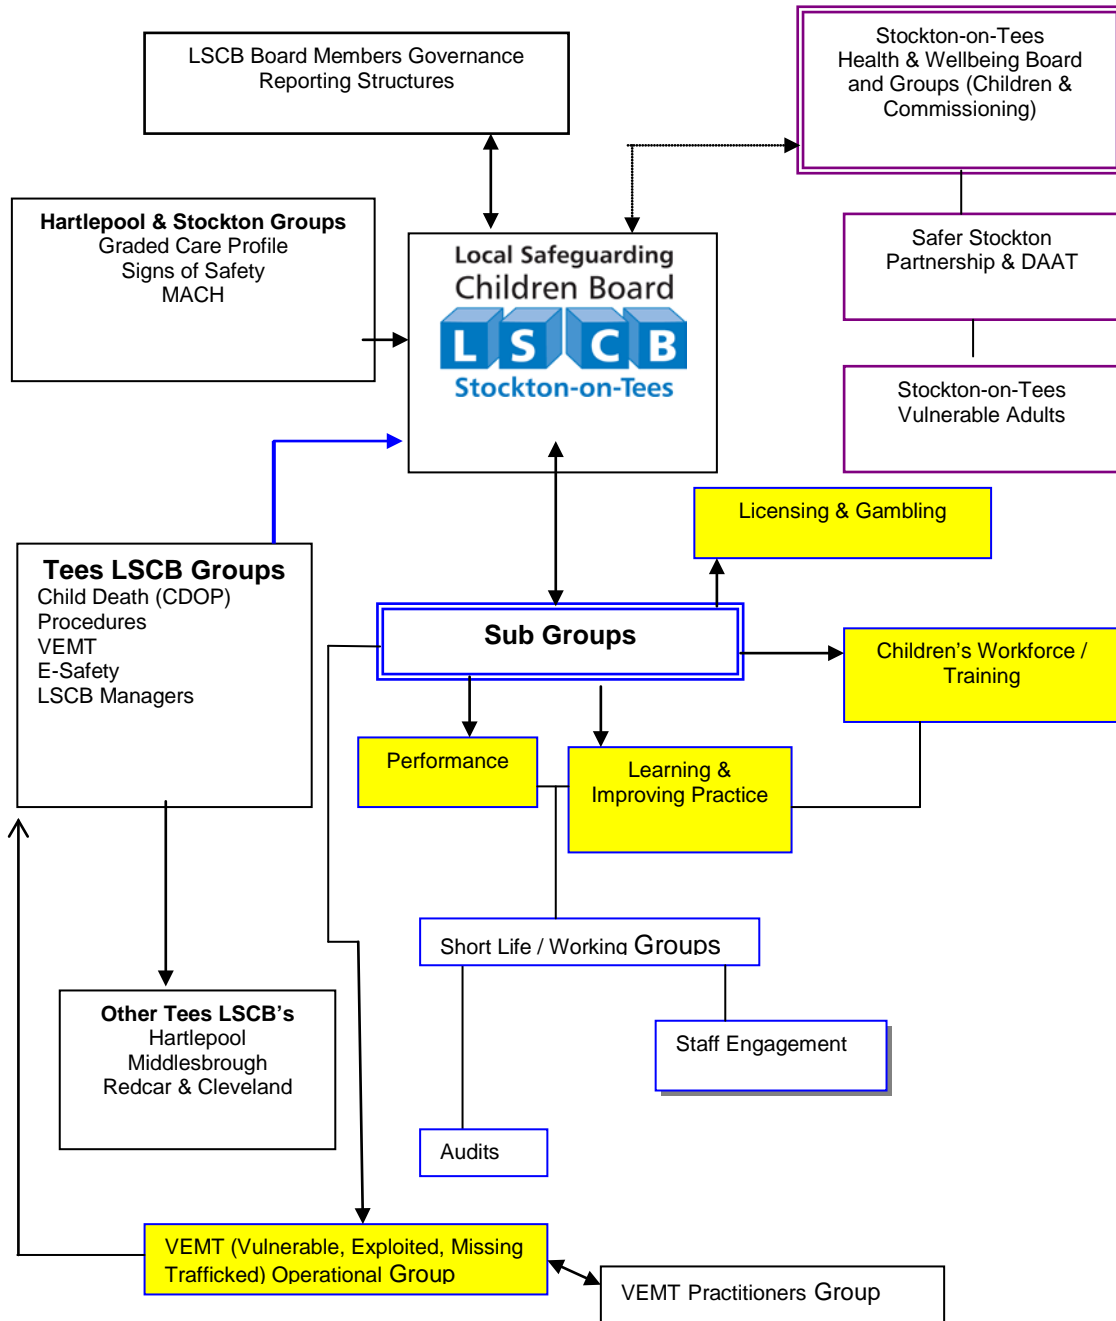 LSCB Board Members Governance
Reporting Structures
Stockton-on-Tees
Health & Wellbeing Board
and Groups (Children &
Commissioning)
Hartlepool & Stockton Groups
Graded Care Profile
Signs of Safety
MACH
Local Safeguarding
Children Board
L S C B
Stockton-on-Tees
Safer Stockton
Partnership & DAAT
Stockton-on-Tees
Vulnerable Adults
Licensing & Gambling
Tees LSCB Groups
Child Death (CDOP)
Procedures
VEMT
E-Safety
LSCB Managers
Sub Groups
Children's Workforce /
Training
Performance
Learning &
Improving Practice
Short Life / Working Groups
Other Tees LSCB's
Hartlepool
Middlesbrough
Redcar & Cleveland
Staff Engagement
Audits
VEMT (Vulnerable, Exploited, Missing
Trafficked) Operational Group
VEMT Practitioners Group